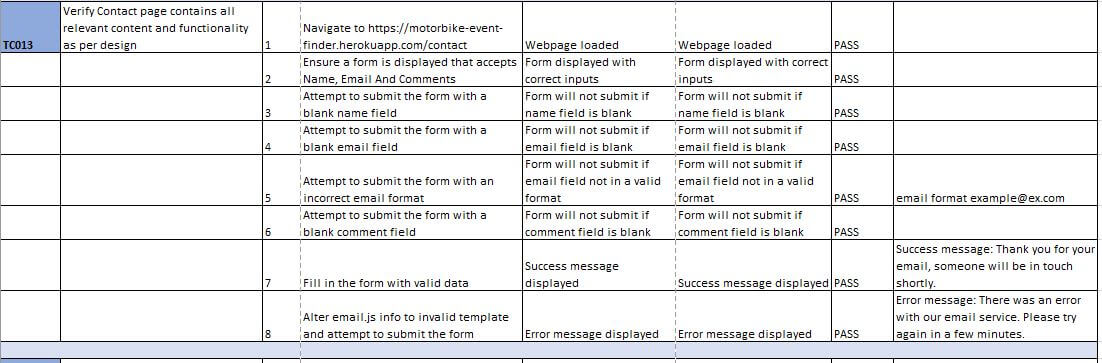 Verify Contact page contains all
relevant content and functionality
TC013 as per design
1
Navigate to https://motorbike-event-
finder.herokuapp.com/contact
Webpage loaded
Webpage loaded
PASS
2
Ensure a form is displayed that accepts
Name, Email And Comments
Form displayed with
correct inputs
Form displayed with correct
inputs
PASS
3
Attempt to submit the form with a
blank name field
Form will not submit if
name field is blank
Form will not submit if
name field is blank
PASS
4
Attempt to submit the form with a
blank email field
Form will not submit if
email field is blank
Form will not submit if
email field is blank
PASS
5
Attempt to submit the form with an
incorrect email format
Form will not submit if
email field not in a valid
format
Form will not submit if
email field not in a valid
format
PASS
email format example@ex.com
6
Attempt to submit the form with a
blank comment field
Form will not submit if
comment field is blank
Form will not submit if
comment field is blank
PASS
7
Fill in the form with valid data
Success message
displayed
Success message displayed
PASS
Success message: Thank you for your
email, someone will be in touch
shortly.
8
Alter email.js info to invalid template
and attempt to submit the form
Error message displayed
Error message displayed
PASS
Error message: There was an error
with our email service. Please try
again in a few minutes.